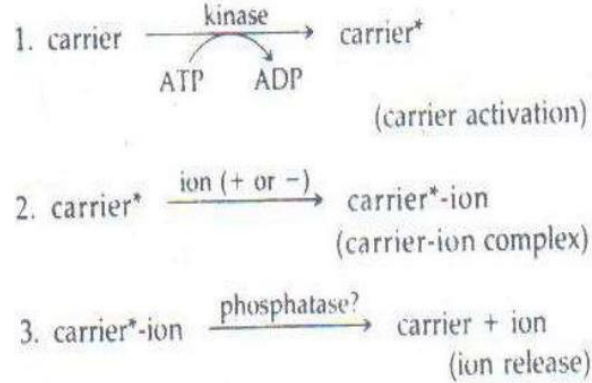 kinase
1. carrier ⟶ carrier*
ATP ADP
(carrier activation)
ion (+ or −)
2. carrier* ⟶ carrier*-ion
(carrier-ion complex)
phosphatase?
3. carrier*-ion ⟶ carrier + ion
(ion release)